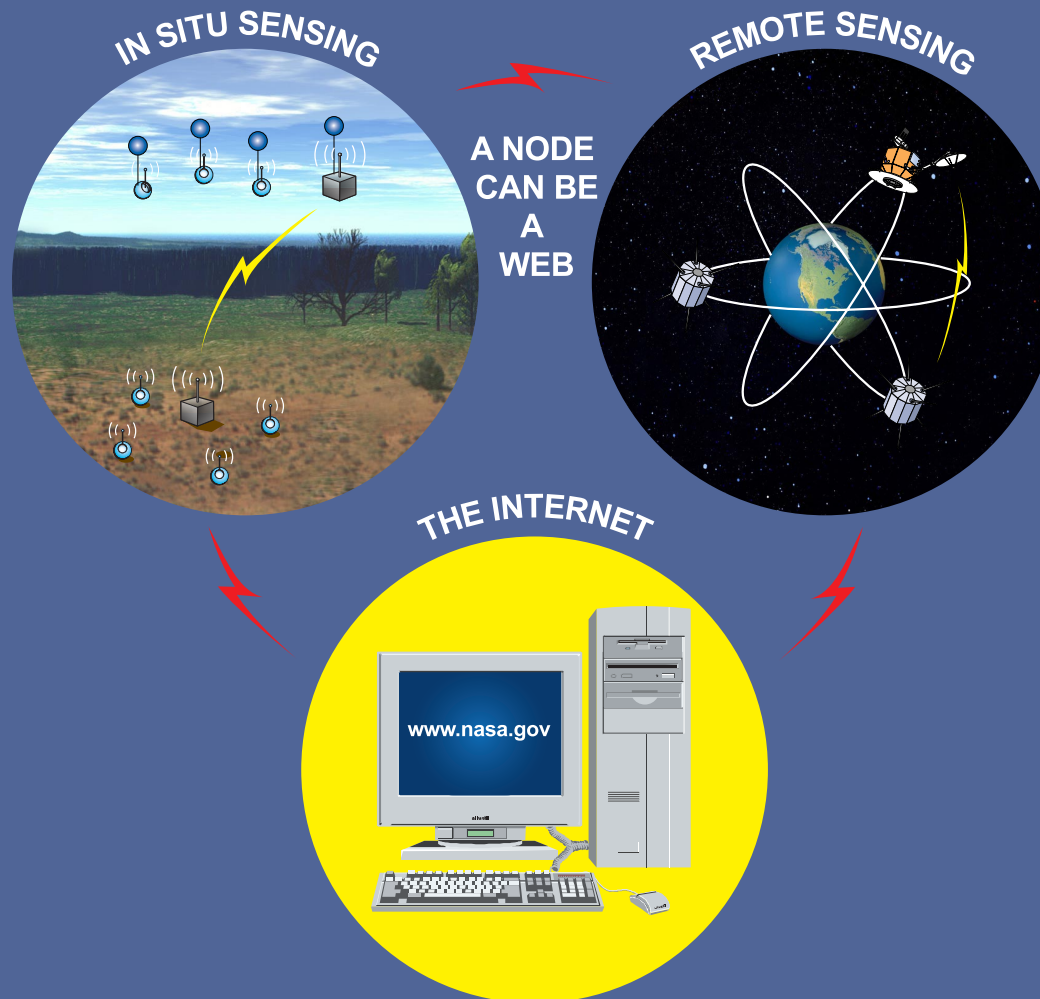 IN SITU SENSING
REMOTE SENSING
A NODE
CAN BE
A
WEB
THE INTERNET
www.nasa.gov